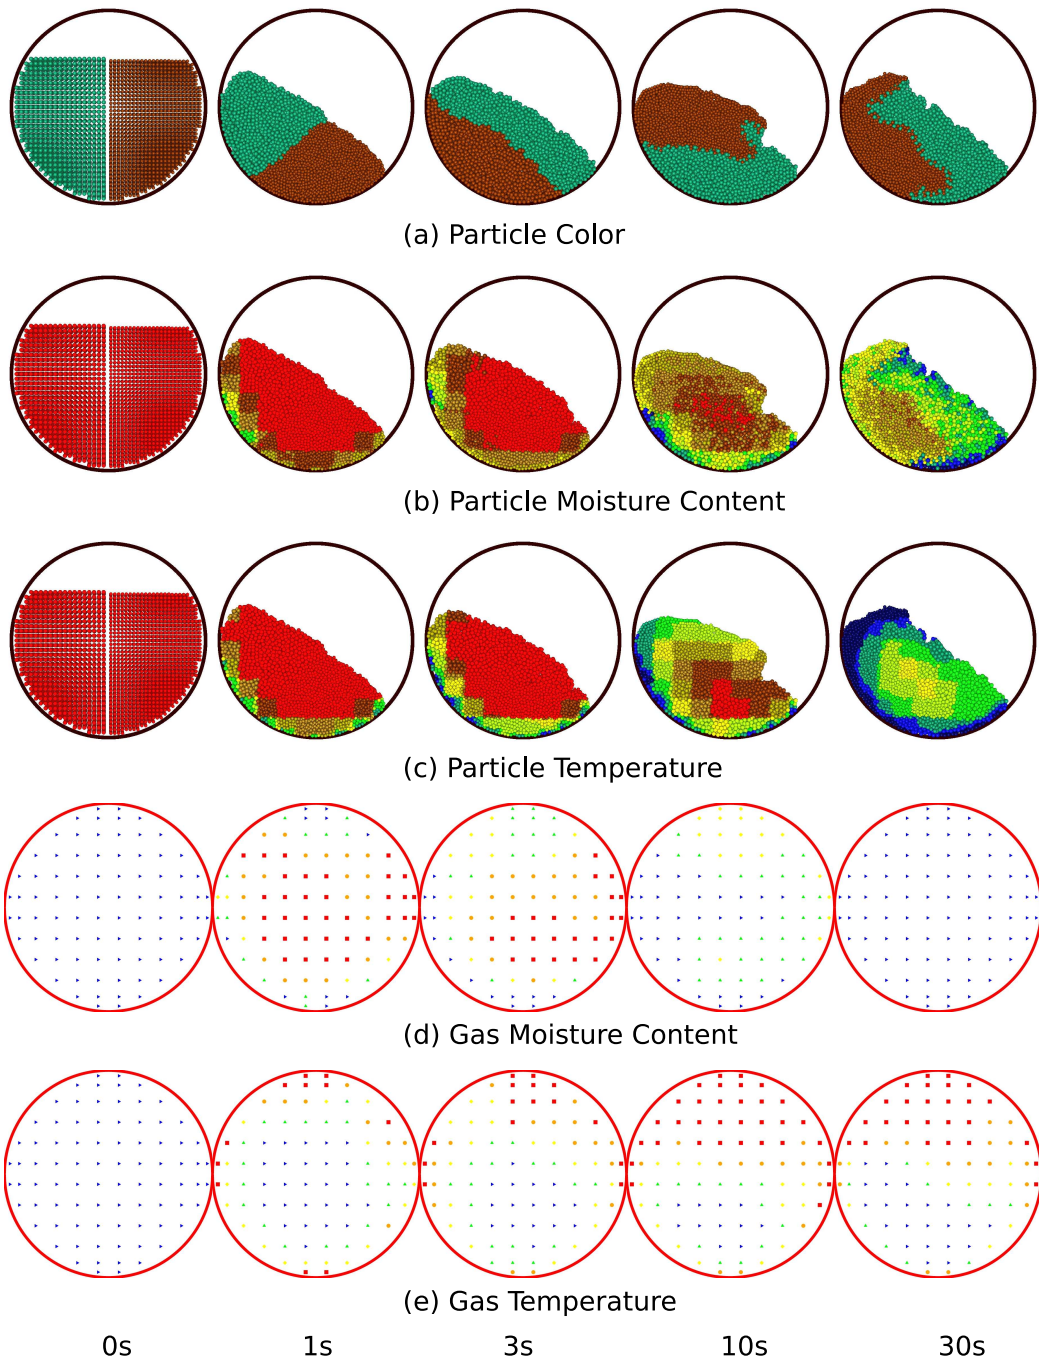 (a) Particle Color
(b) Particle Moisture Content
(c) Particle Temperature
(d) Gas Moisture Content
(e) Gas Temperature
0s 1s 3s 10s 30s